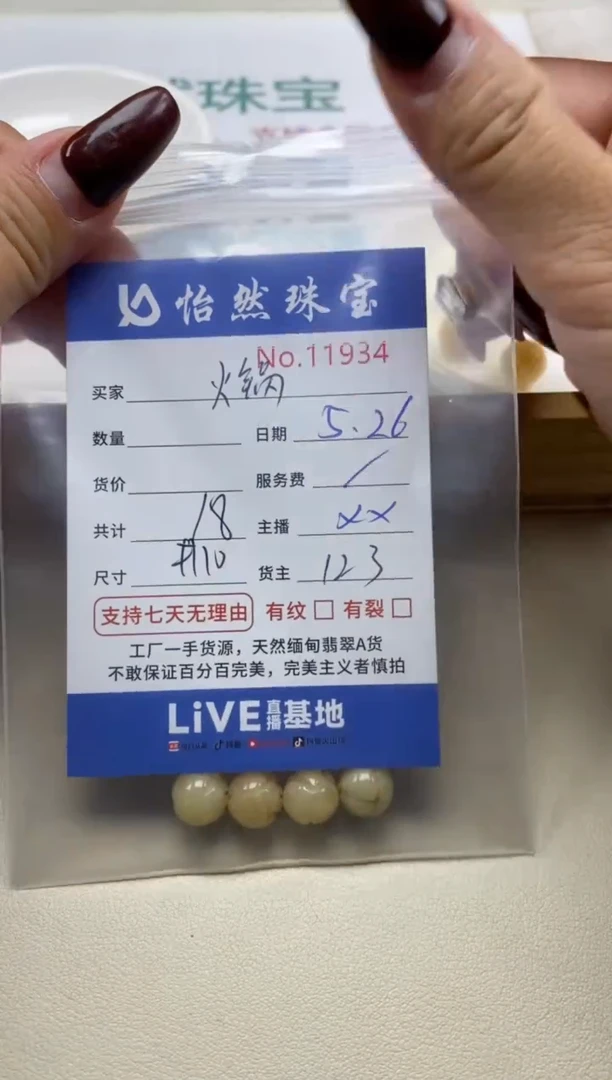 珠宝
怡然珠宝
No.11934
买家 火锅
数量 日期 5.26
货价 服务费 /
共计 18 主播 xx
尺寸 #10 货主 123
支持七天无理由 有纹 □ 有裂 □
工厂一手货源，天然缅甸翡翠A货
不敢保证百分百完美，完美主义者慎拍
LiVE直播基地